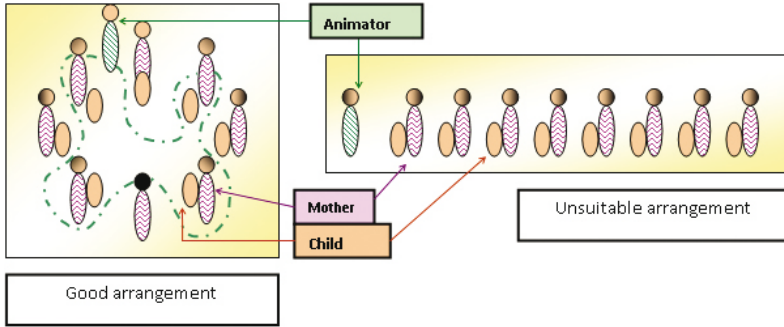 Animator
Mother
Child
Unsuitable arrangement
Good arrangement